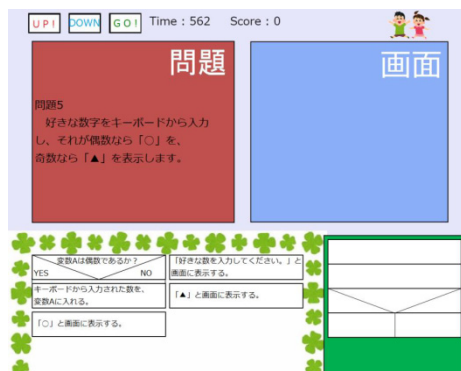 UP! DOWN GO! Time : 562 Score : 0
問題
画面
問題5
好きな数字をキーボードから入力
し、それが偶数なら「○」を、
奇数なら「▲」を表示します。
変数Aは偶数であるか？
YES NO
「好きな数を入力してください。」と
画面に表示する。
キーボードから入力された数を、
変数Aに入れる。
「▲」と画面に表示する。
「○」と画面に表示する。